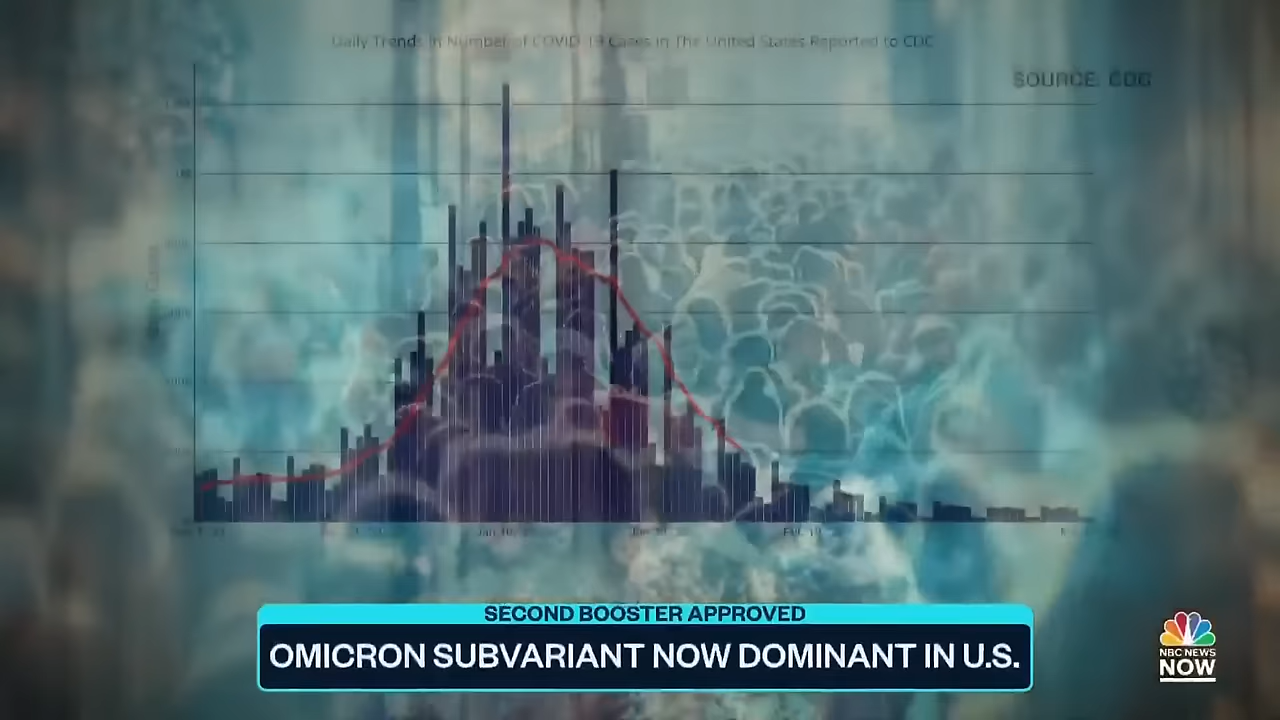 Daily Trends in Number of COVID-19 Cases in The United States Reported to CDC
SOURCE: CDC
SECOND BOOSTER APPROVED
OMICRON SUBVARIANT NOW DOMINANT IN U.S.
NBC NEWS
NOW